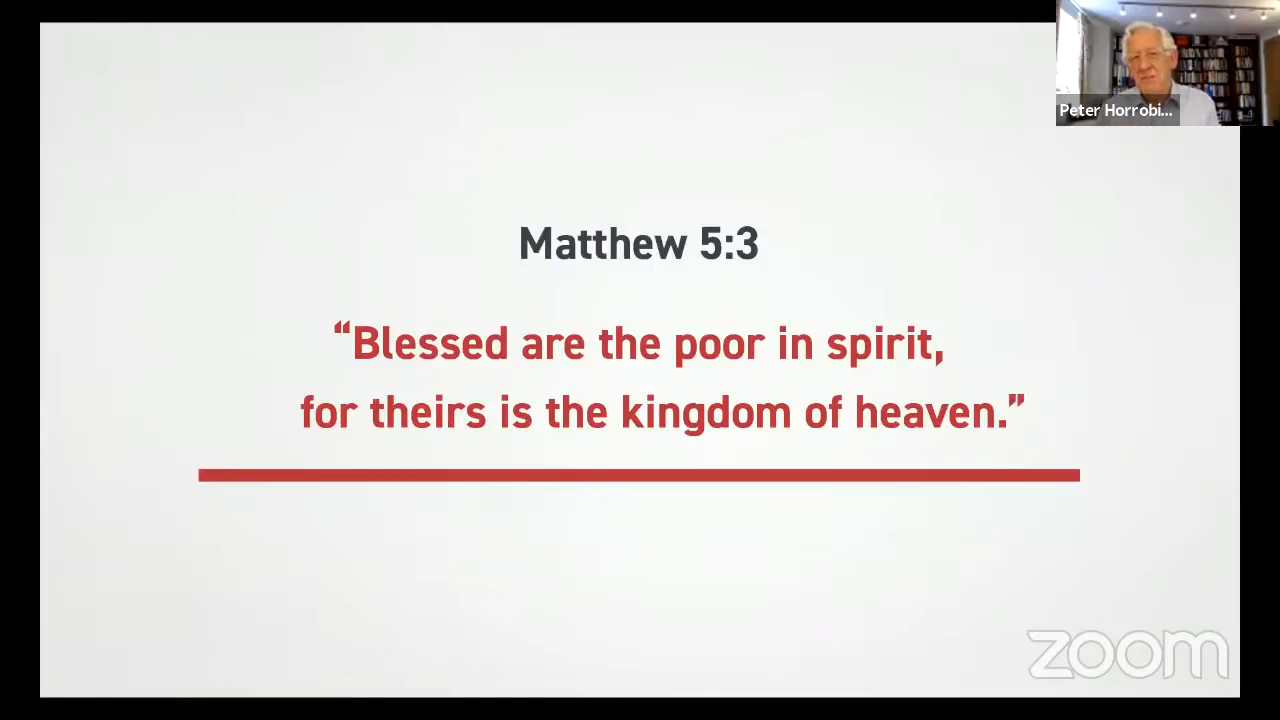 Peter Horrobi...
Matthew 5:3
“Blessed are the poor in spirit,
for theirs is the kingdom of heaven.”
zoom